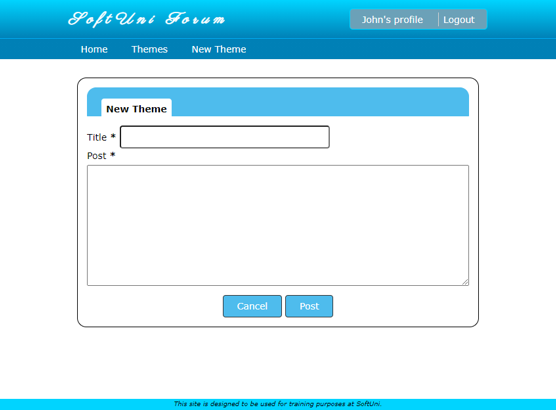 SoftUni Forum
John's profile Logout
Home Themes New Theme
New Theme
Title *
Post *
Cancel Post
This site is designed to be used for training purposes at SoftUni.